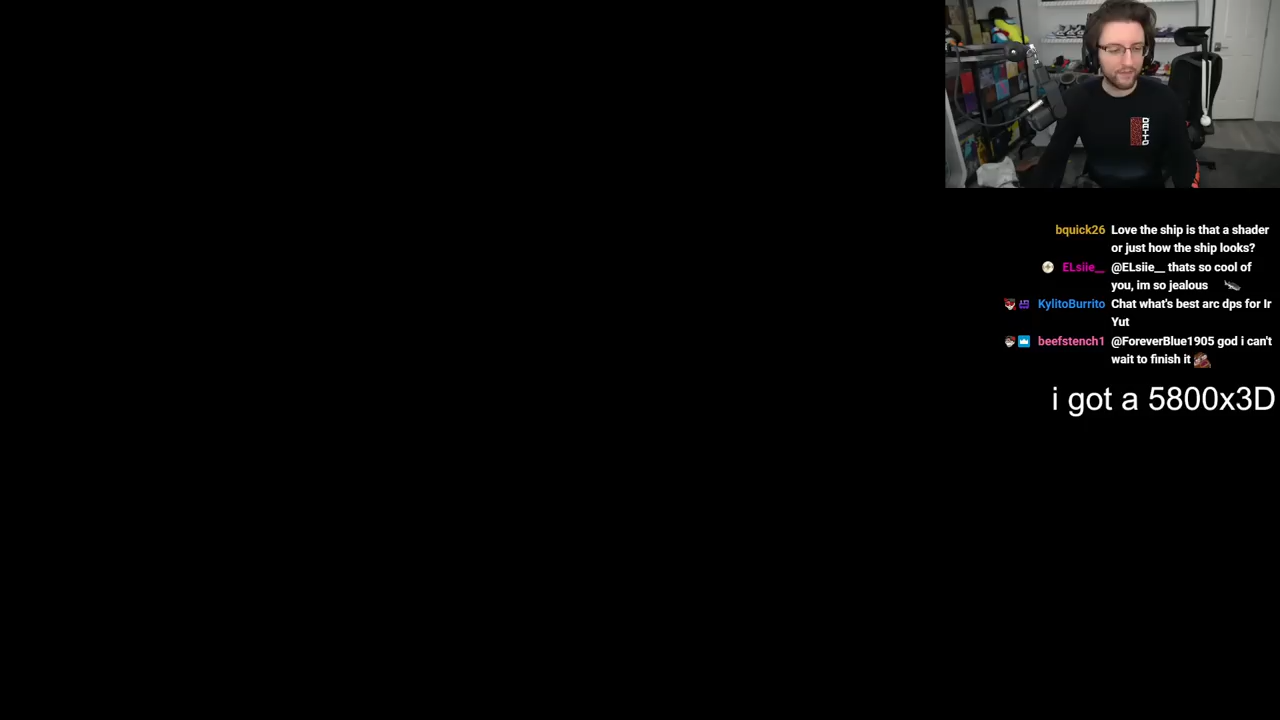 DATTO
bquick26 Love the ship is that a shader
or just how the ship looks?
ELsiie__ @ELsiie__ thats so cool of
you, im so jealous
KylitoBurrito Chat what's best arc dps for Ir
Yut
beefstench1 @ForeverBlue1905 god i can't
wait to finish it
i got a 5800x3D